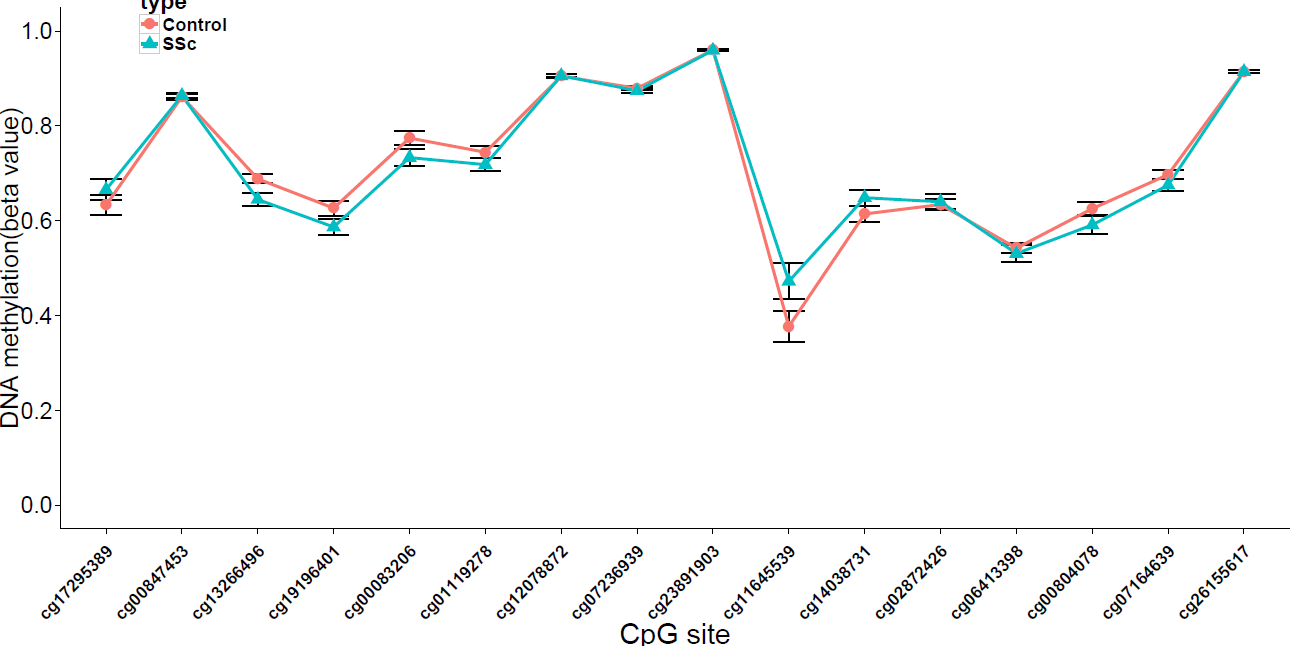 type
Control
SSc
1.0
0.8
0.6
0.4
0.2
0.0
DNA methylation(beta value)
cg17295389
cg00847453
cg13266496
cg19196401
cg00083206
cg01119278
cg12078872
cg07236939
cg23891903
cg11645539
cg14038731
cg02872426
cg06413398
cg00804078
cg07164639
cg26155617
CpG site